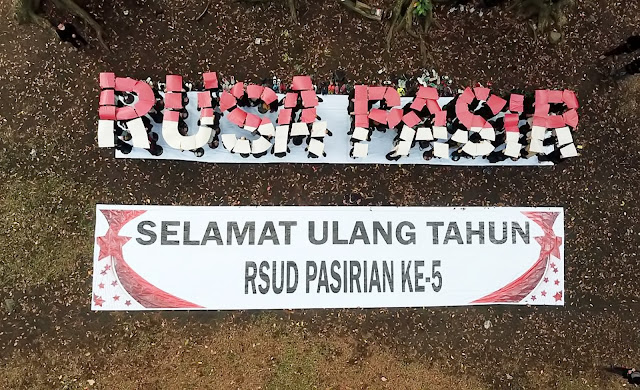 RUSA PASIR
SELAMAT ULANG TAHUN
RSUD PASIRIAN KE-5